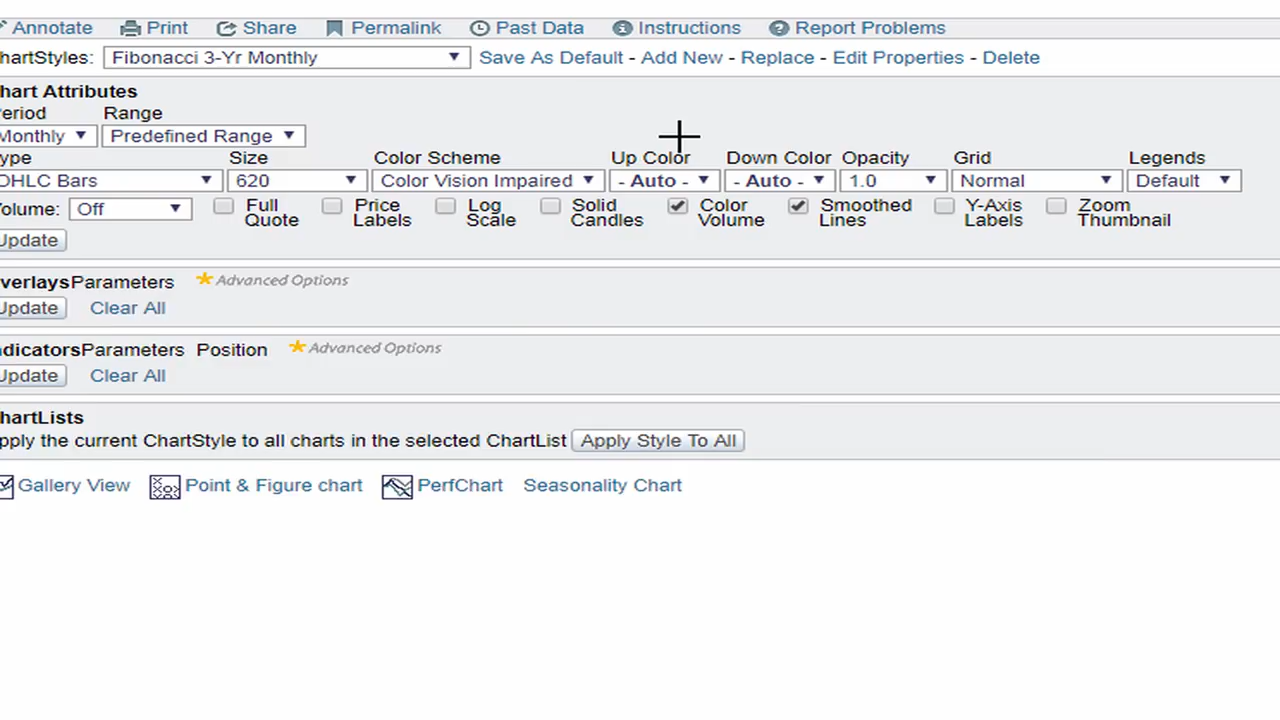 Annotate Print Share Permalink Past Data Instructions Report Problems
hartStyles: Fibonacci 3-Yr Monthly Save As Default - Add New - Replace - Edit Properties - Delete
hart Attributes
eriod Range
Monthly Predefined Range
ype Size Color Scheme Up Color Down Color Opacity Grid Legends
OHLC Bars 620 Color Vision Impaired - Auto - - Auto - 1.0 Normal Default
olume: Off Full Quote Price Labels Log Scale Solid Candles Color Volume Smoothed Lines Y-Axis Labels Zoom Thumbnail
Update
verlaysParameters Advanced Options
Update Clear All
dicatorsParameters Position Advanced Options
Update Clear All
hartLists
pply the current ChartStyle to all charts in the selected ChartList Apply Style To All
Gallery View Point & Figure chart PerfChart Seasonality Chart